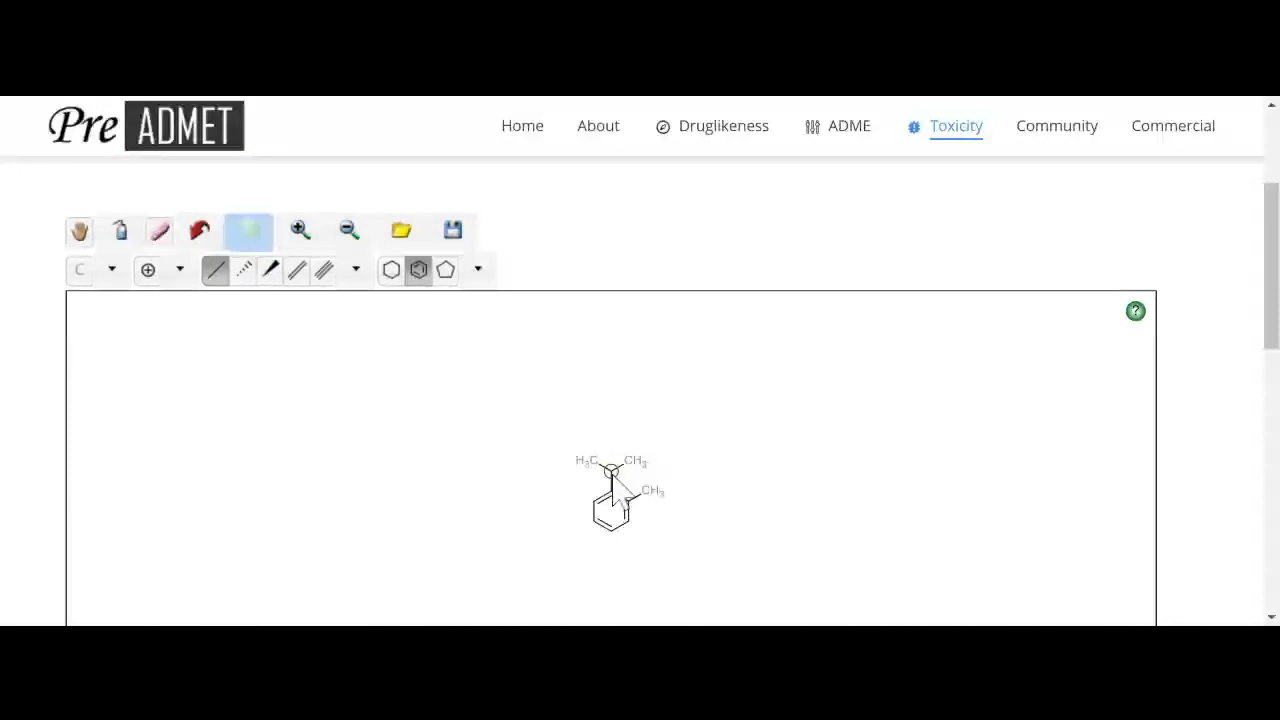 Pre ADMET Home About Druglikeness ADME Toxicity Community Commercial
C
?
H3C CH3
CH3